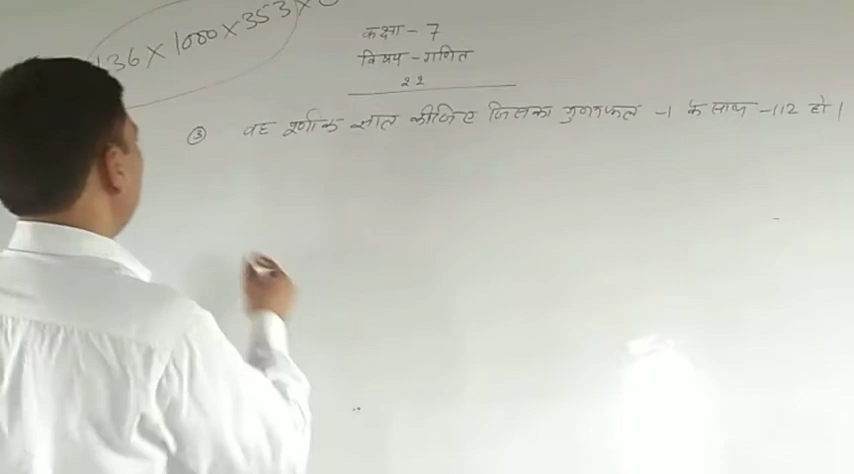 136 × 1000 × 353 ×
कक्षा - 7
विषय - गणित
22
③ वह पूर्णांक ज्ञात कीजिए जिसका गुणनफल -1 के साथ -112 हो।